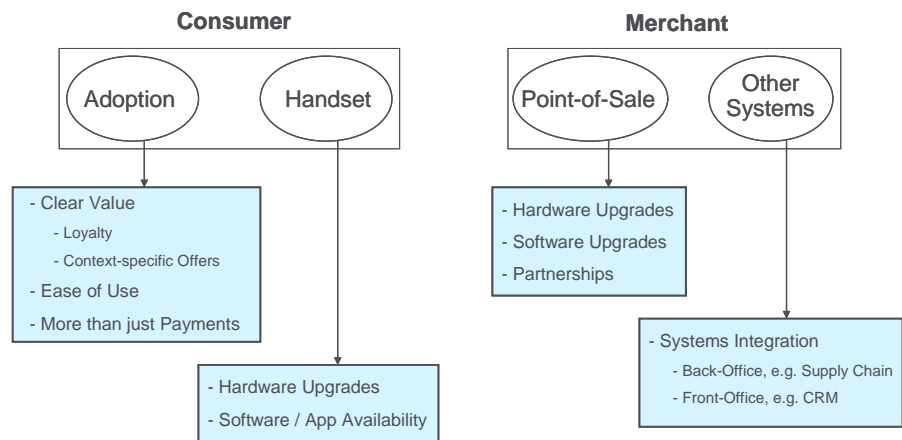 Consumer
Adoption
Handset
- Clear Value
- Loyalty
- Context-specific Offers
- Ease of Use
- More than just Payments
- Hardware Upgrades
- Software / App Availability
Merchant
Point-of-Sale
Other
Systems
- Hardware Upgrades
- Software Upgrades
- Partnerships
- Systems Integration
- Back-Office, e.g. Supply Chain
- Front-Office, e.g. CRM